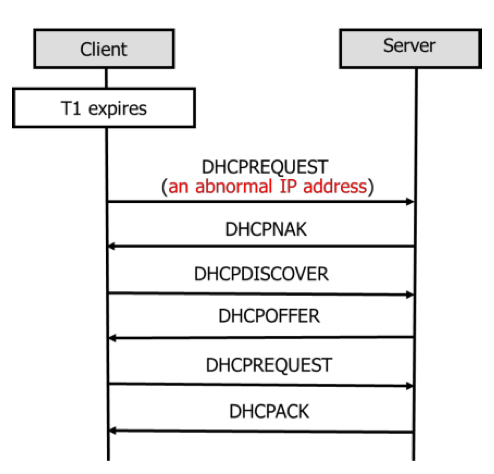 Client
Server
T1 expires
DHCPREQUEST
(an abnormal IP address)
DHCPNAK
DHCPDISCOVER
DHCPOFFER
DHCPREQUEST
DHCPACK